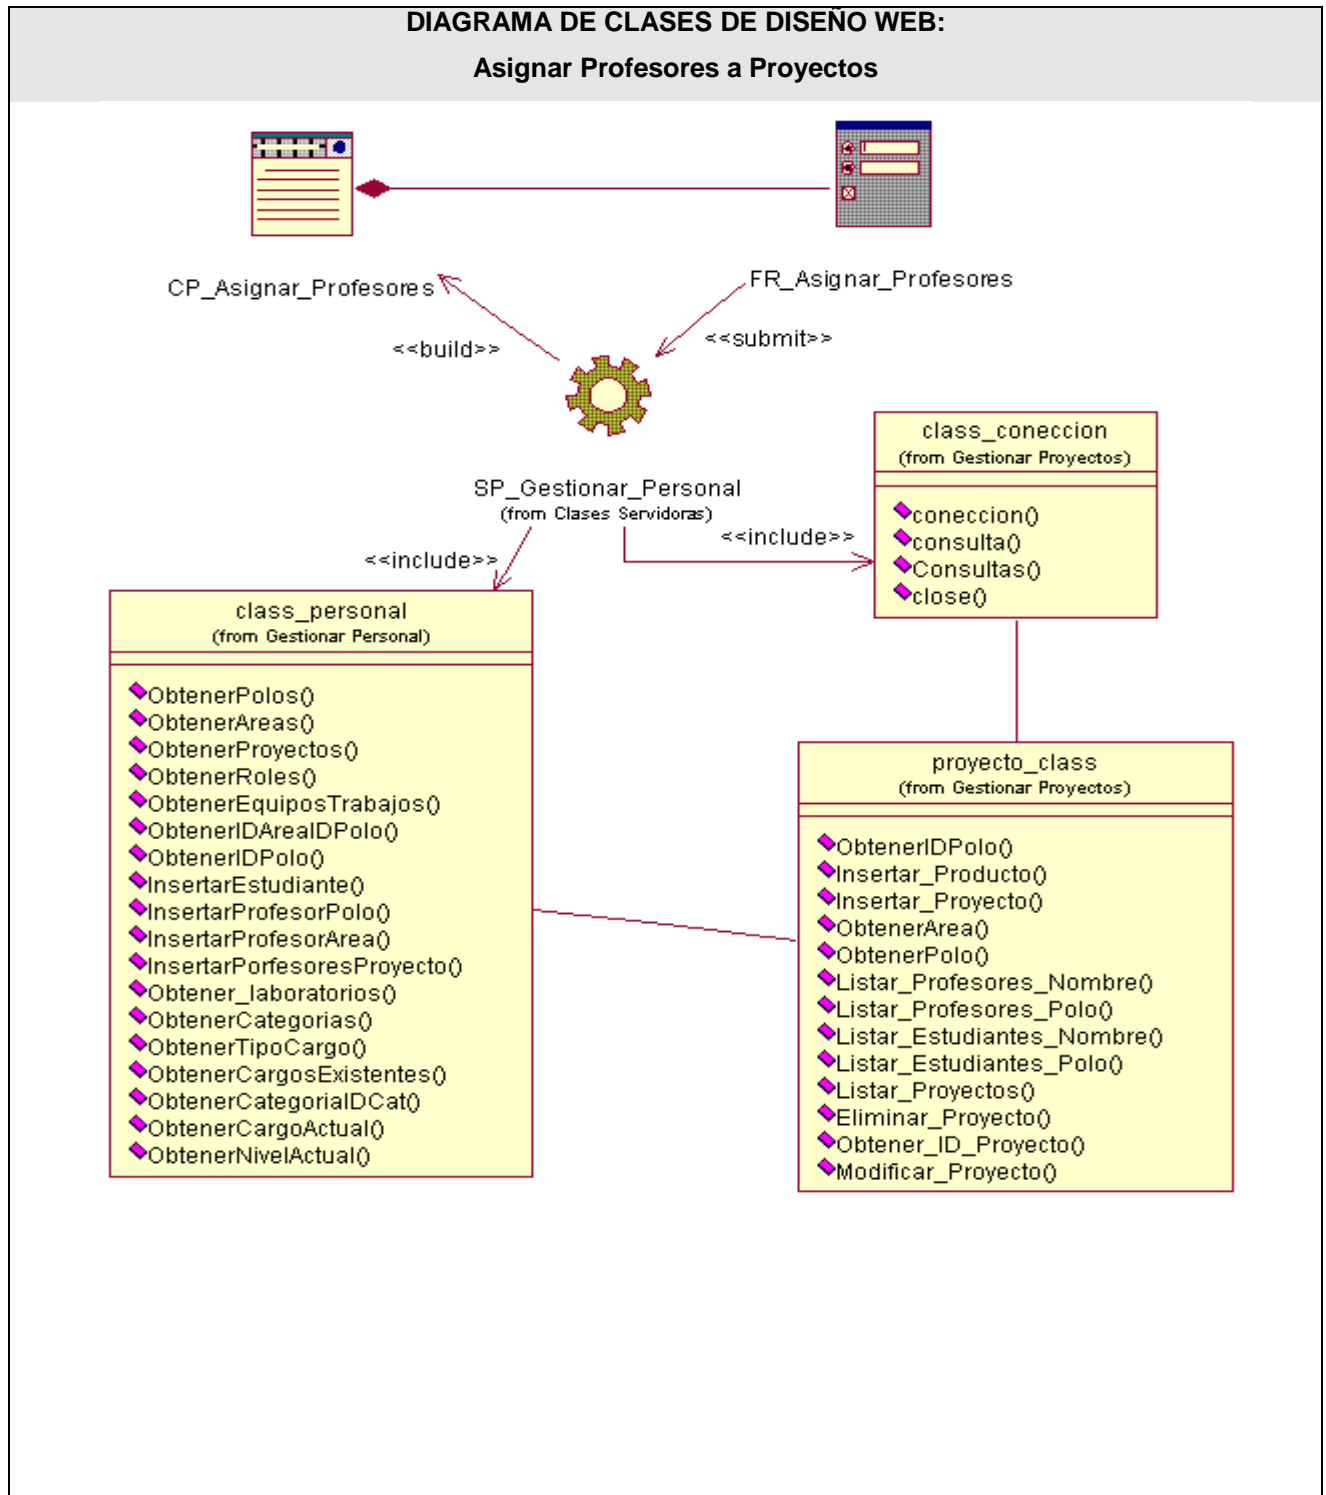 DIAGRAMA DE CLASES DE DISEÑO WEB:
Asignar Profesores a Proyectos
CP_Asignar_Profesores
FR_Asignar_Profesores
<<build>>
<<submit>>
SP_Gestionar_Personal
(from Clases Servidoras)
<<include>>
<<include>>
class_coneccion
(from Gestionar Proyectos)
coneccion()
consulta()
Consultas()
close()
class_personal
(from Gestionar Personal)
ObtenerPolos()
ObtenerAreas()
ObtenerProyectos()
ObtenerRoles()
ObtenerEquiposTrabajos()
ObtenerIDAreaIDPolo()
ObtenerIDPolo()
InsertarEstudiante()
InsertarProfesorPolo()
InsertarProfesorArea()
InsertarPorfesoresProyecto()
Obtener_laboratorios()
ObtenerCategorias()
ObtenerTipoCargo()
ObtenerCargosExistentes()
ObtenerCategoriaIDCat()
ObtenerCargoActual()
ObtenerNivelActual()
proyecto_class
(from Gestionar Proyectos)
ObtenerIDPolo()
Insertar_Producto()
Insertar_Proyecto()
ObtenerArea()
ObtenerPolo()
Listar_Profesores_Nombre()
Listar_Profesores_Polo()
Listar_Estudiantes_Nombre()
Listar_Estudiantes_Polo()
Listar_Proyectos()
Eliminar_Proyecto()
Obtener_ID_Proyecto()
Modificar_Proyecto()